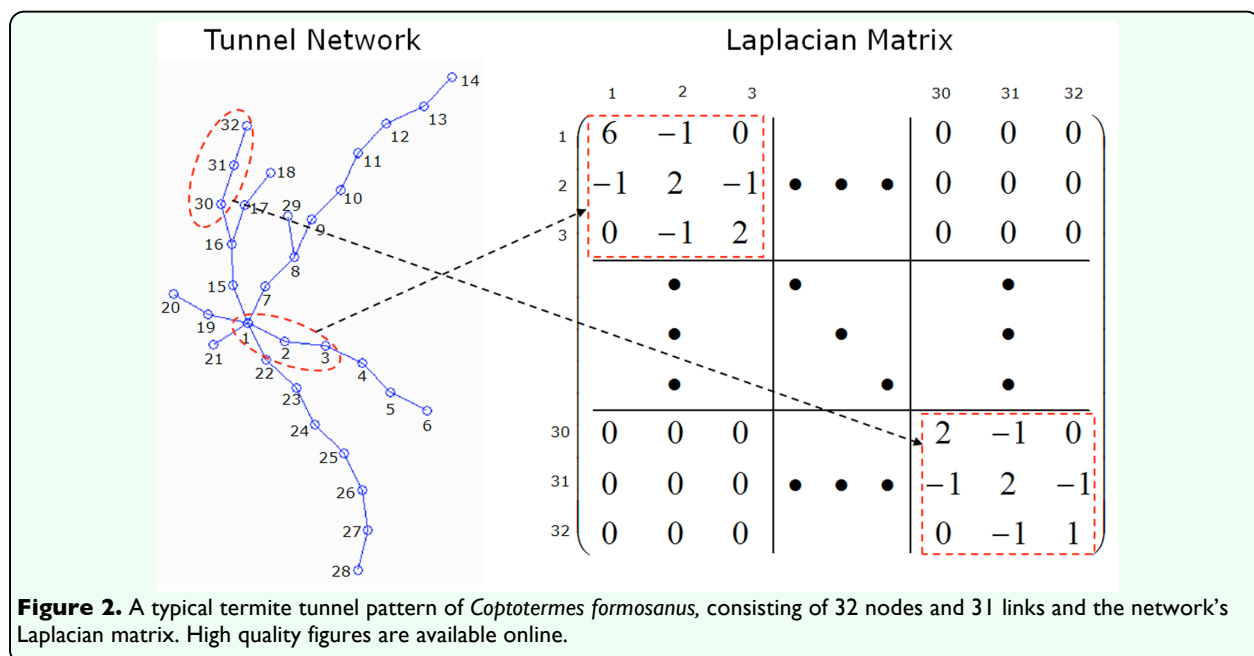 Tunnel Network
Laplacian Matrix
14
13
12
11
10
9
8
7
32
31
30
18
17
29
16
15
20
19
21
1
2
3
4
5
6
22
23
24
25
26
27
28
1 2 3 30 31 32
1 6 −1 0 ● ● ● 0 0 0
2 −1 2 −1 0 0 0
3 0 −1 2 0 0 0
30 0 0 0 2 −1 0
31 0 0 0 ● ● ● −1 2 −1
32 0 0 0 0 −1 1
Figure 2. A typical termite tunnel pattern of Coptotermes formosanus, consisting of 32 nodes and 31 links and the network’s
Laplacian matrix. High quality figures are available online.